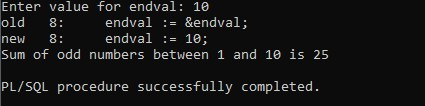 Enter value for endval: 10
old   8:      endval := &endval;
new   8:      endval := 10;
Sum of odd numbers between 1 and 10 is 25
PL/SQL procedure successfully completed.